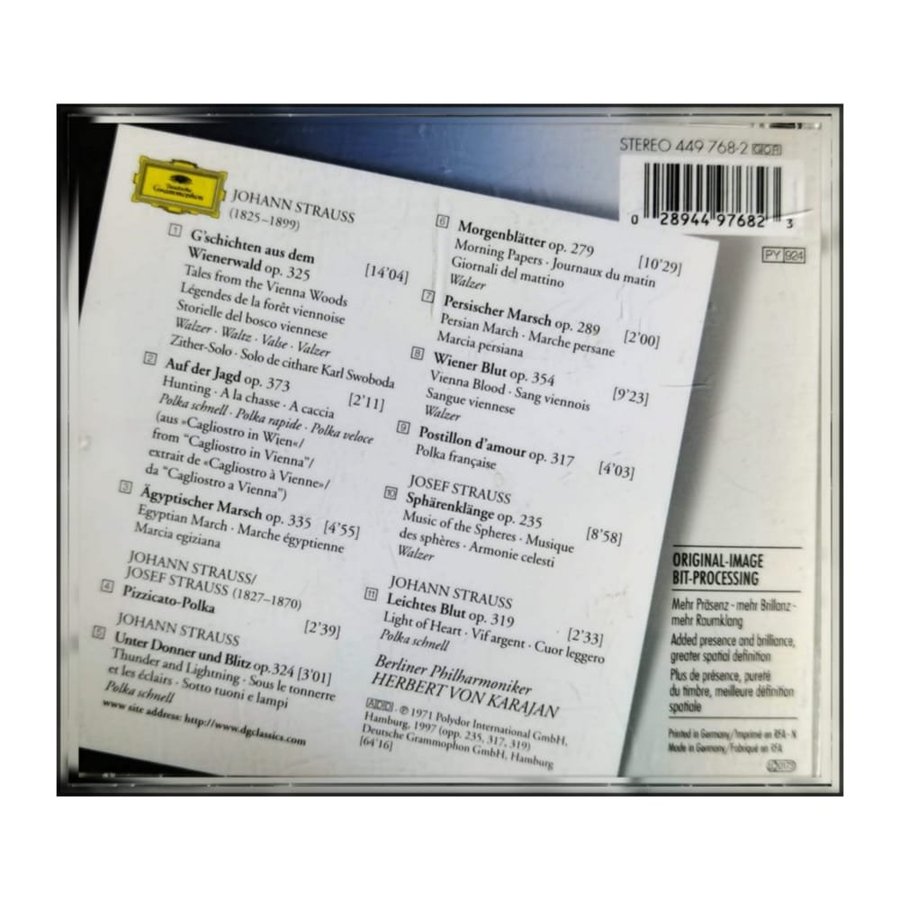 Deutsche
Grammophon
JOHANN STRAUSS
(1825–1899)
1 G'schichten aus dem
Wienerwald op. 325 [14'04]
Tales from the Vienna Woods
Légendes de la forêt viennoise
Storielle del bosco viennese
Walzer · Waltz · Valse · Valzer
Zither-Solo · Solo de cithare Karl Swoboda
2 Auf der Jagd op. 373 [2'11]
Hunting · A la chasse · A caccia
Polka schnell · Polka rapide · Polka veloce
(aus »Cagliostro in Wien«/
from "Cagliostro in Vienna"/
extrait de «Cagliostro à Vienne»/
da "Cagliostro a Vienna")
3 Ägyptischer Marsch op. 335 [4'55]
Egyptian March · Marche égyptienne
Marcia egiziana
JOHANN STRAUSS/
JOSEF STRAUSS (1827–1870)
4 Pizzicato-Polka [2'39]
JOHANN STRAUSS
5 Unter Donner und Blitz op.324 [3'01]
Thunder and Lightning · Sous le tonnerre
et les éclairs · Sotto tuoni e lampi
Polka schnell
www site address: http://www.dgclassics.com
6 Morgenblätter op. 279 [10'29]
Morning Papers · Journaux du matin
Giornali del mattino
Walzer
7 Persischer Marsch op. 289 [2'00]
Persian March · Marche persane
Marcia persiana
8 Wiener Blut op. 354 [9'23]
Vienna Blood · Sang viennois
Sangue viennese
Walzer
9 Postillon d'amour op. 317 [4'03]
Polka française
JOSEF STRAUSS
10 Sphärenklänge op. 235 [8'58]
Music of the Spheres · Musique
des sphères · Armonie celesti
Walzer
JOHANN STRAUSS
11 Leichtes Blut op. 319 [2'33]
Light of Heart · Vif argent · Cuor leggero
Polka schnell
Berliner Philharmoniker
HERBERT VON KARAJAN
ADD · ℗ 1971 Polydor International GmbH,
Hamburg, 1997 (opp. 235, 317, 319)
Deutsche Grammophon GmbH, Hamburg
[64'16]
STEREO 449 768-2 GOR
0 28944 97682 3
PY 924
ORIGINAL-IMAGE
BIT-PROCESSING
Mehr Präsenz - mehr Brillanz -
mehr Raumklang
Added presence and brilliance,
greater spatial definition
Plus de présence, pureté
du timbre, meilleure définition
spatiale
Printed in Germany/Imprimé en RFA - N
Made in Germany/Fabriqué en RFA